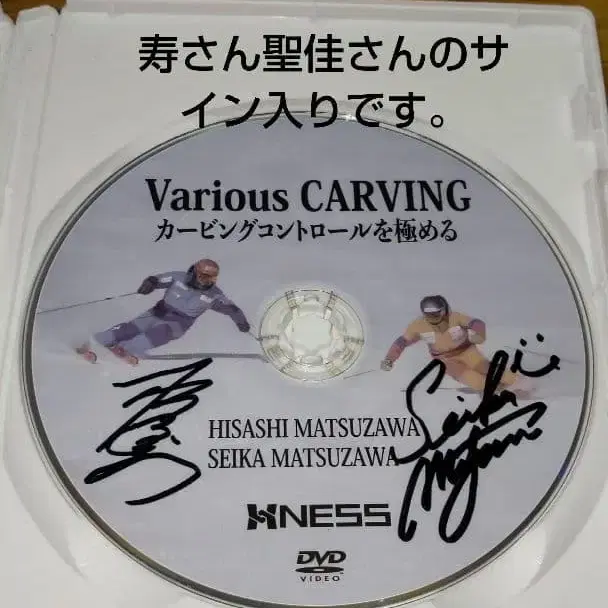 寿さん聖佳さんのサ
イン入りです。
Various CARVING
カービングコントロールを極める
Seika
HISASHI MATSUZAWA
SEIKA MATSUZAWA
HNESS
DVD
VIDEO